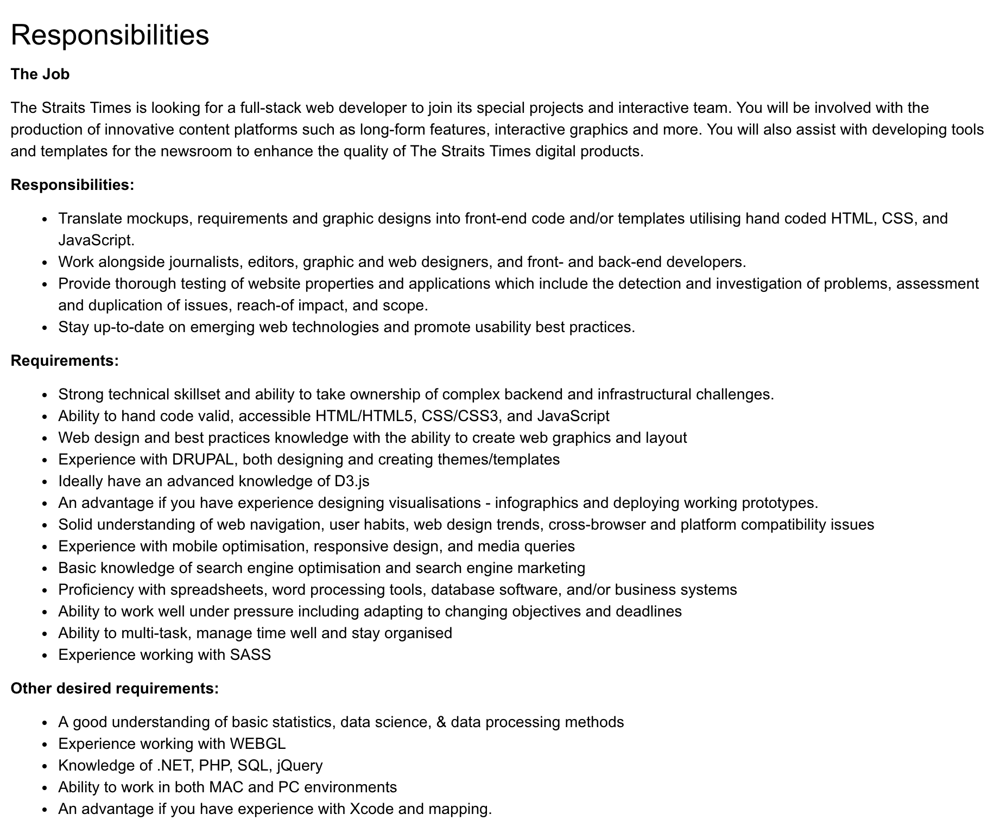 Responsibilities
The Job
The Straits Times is looking for a full-stack web developer to join its special projects and interactive team. You will be involved with the
production of innovative content platforms such as long-form features, interactive graphics and more. You will also assist with developing tools
and templates for the newsroom to enhance the quality of The Straits Times digital products.
Responsibilities:
• Translate mockups, requirements and graphic designs into front-end code and/or templates utilising hand coded HTML, CSS, and
JavaScript.
• Work alongside journalists, editors, graphic and web designers, and front- and back-end developers.
• Provide thorough testing of website properties and applications which include the detection and investigation of problems, assessment
and duplication of issues, reach-of impact, and scope.
• Stay up-to-date on emerging web technologies and promote usability best practices.
Requirements:
• Strong technical skillset and ability to take ownership of complex backend and infrastructural challenges.
• Ability to hand code valid, accessible HTML/HTML5, CSS/CSS3, and JavaScript
• Web design and best practices knowledge with the ability to create web graphics and layout
• Experience with DRUPAL, both designing and creating themes/templates
• Ideally have an advanced knowledge of D3.js
• An advantage if you have experience designing visualisations - infographics and deploying working prototypes.
• Solid understanding of web navigation, user habits, web design trends, cross-browser and platform compatibility issues
• Experience with mobile optimisation, responsive design, and media queries
• Basic knowledge of search engine optimisation and search engine marketing
• Proficiency with spreadsheets, word processing tools, database software, and/or business systems
• Ability to work well under pressure including adapting to changing objectives and deadlines
• Ability to multi-task, manage time well and stay organised
• Experience working with SASS
Other desired requirements:
• A good understanding of basic statistics, data science, & data processing methods
• Experience working with WEBGL
• Knowledge of .NET, PHP, SQL, jQuery
• Ability to work in both MAC and PC environments
• An advantage if you have experience with Xcode and mapping.